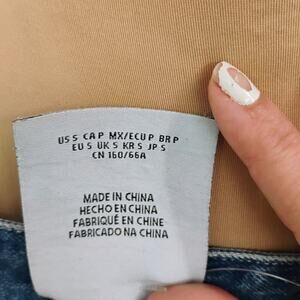 US S CA P MX/ECU P BR P
EU S UK S KR S JP S
CN 160/66A
MADE IN CHINA
HECHO EN CHINA
FABRIQUÉ EN CHINE
FABRICADO NA CHINA